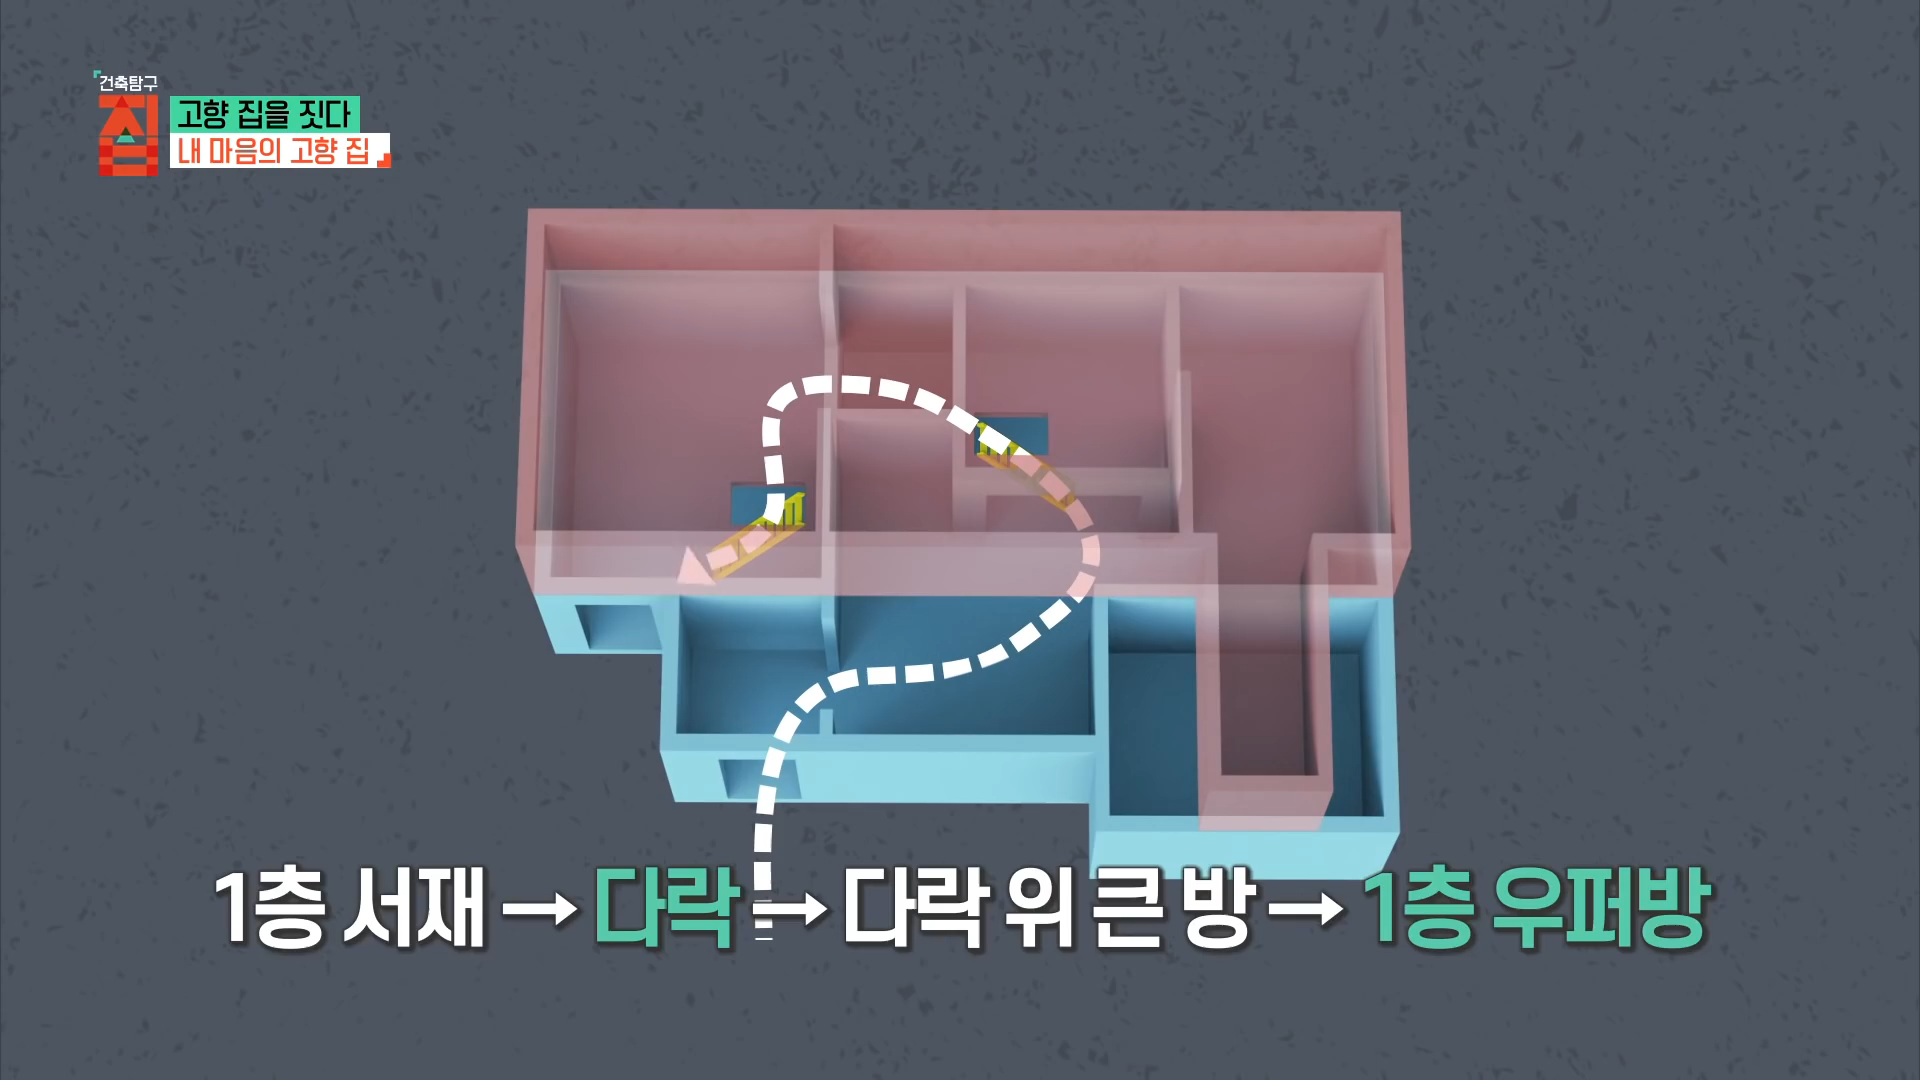 건축탐구
집
고향 집을 짓다
내 마음의 고향 집
1층 서재→다락→다락 위 큰 방→1층 우퍼방